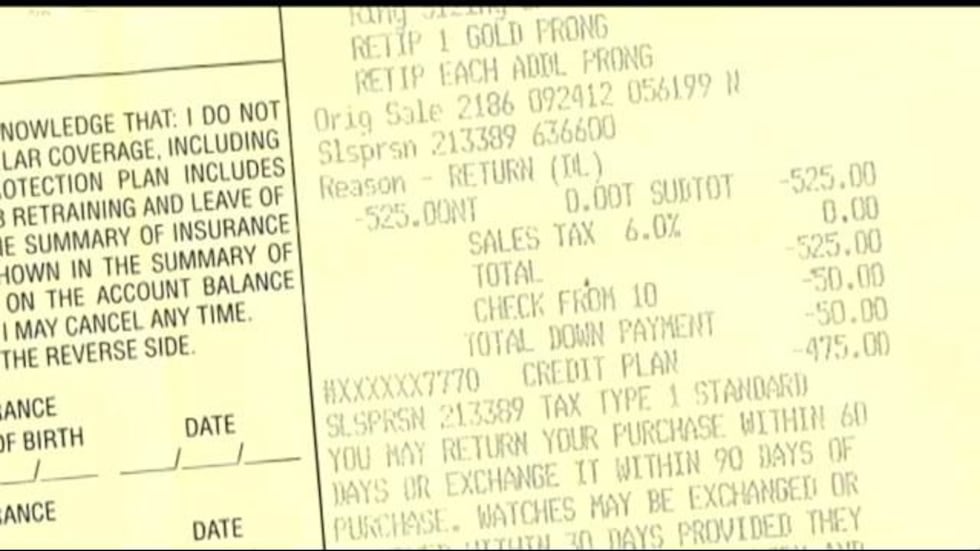 NOWLEDGE THAT: I DO NOT
LAR COVERAGE, INCLUDING
OTECTION PLAN INCLUDES
B RETRAINING AND LEAVE OF
E SUMMARY OF INSURANCE
HOWN IN THE SUMMARY OF
ON THE ACCOUNT BALANCE
I MAY CANCEL ANY TIME.
THE REVERSE SIDE.
RANCE
OF BIRTH DATE
/ / /
RANCE
DATE
Ring Sizing
RETIP 1 GOLD PRONG
RETIP EACH ADDL PRONG
Orig Sale 2186 092412 056199 N
Slsprsn 213389 636600
Reason - RETURN (DL)
-525.00NT 0.00T SUBTOT -525.00
SALES TAX 6.0% 0.00
TOTAL -525.00
CHECK FROM 10 -50.00
TOTAL DOWN PAYMENT -50.00
#XXXXXX7770 CREDIT PLAN -475.00
SLSPRSN 213389 TAX TYPE 1 STANDARD
YOU MAY RETURN YOUR PURCHASE WITHIN 60
DAYS OR EXCHANGE IT WITHIN 90 DAYS OF
PURCHASE. WATCHES MAY BE EXCHANGED OR
WITHIN 30 DAYS PROVIDED THEY
AND